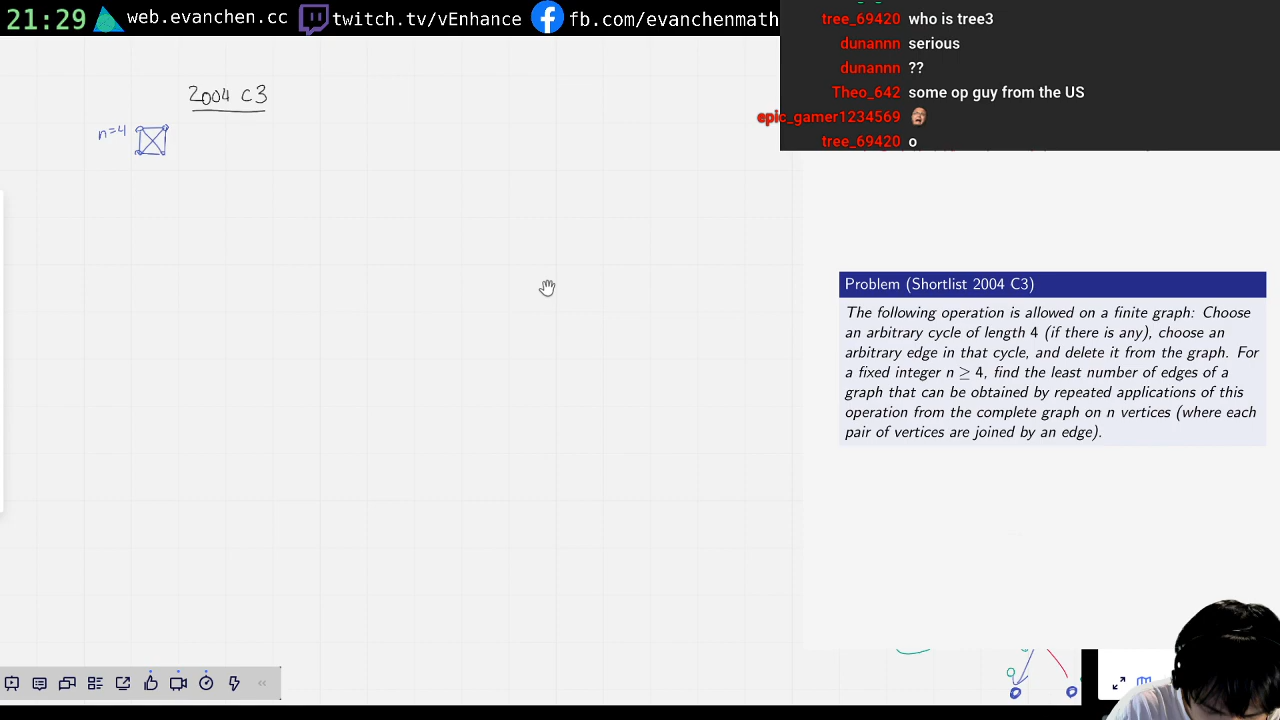 21:29
web.evanchen.cc
twitch.tv/vEnhance
fb.com/evanchenmath
tree_69420 who is tree3
dunannn serious
dunannn ??
Theo_642 some op guy from the US
epic_gamer1234569
tree_69420 o
2004 C3
n=4
Problem (Shortlist 2004 C3)
The following operation is allowed on a finite graph: Choose
an arbitrary cycle of length 4 (if there is any), choose an
arbitrary edge in that cycle, and delete it from the graph. For
a fixed integer n ≥ 4, find the least number of edges of a
graph that can be obtained by repeated applications of this
operation from the complete graph on n vertices (where each
pair of vertices are joined by an edge).